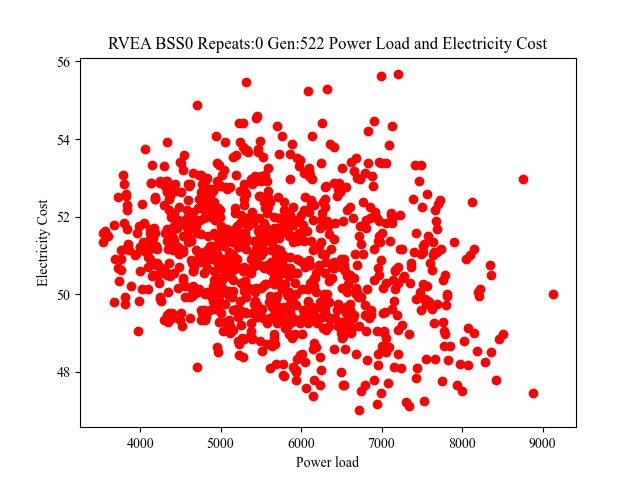 RVEA BSS0 Repeats:0 Gen:522 Power Load and Electricity Cost
56
54
52
50
48
Electricity Cost
4000 5000 6000 7000 8000 9000
Power load